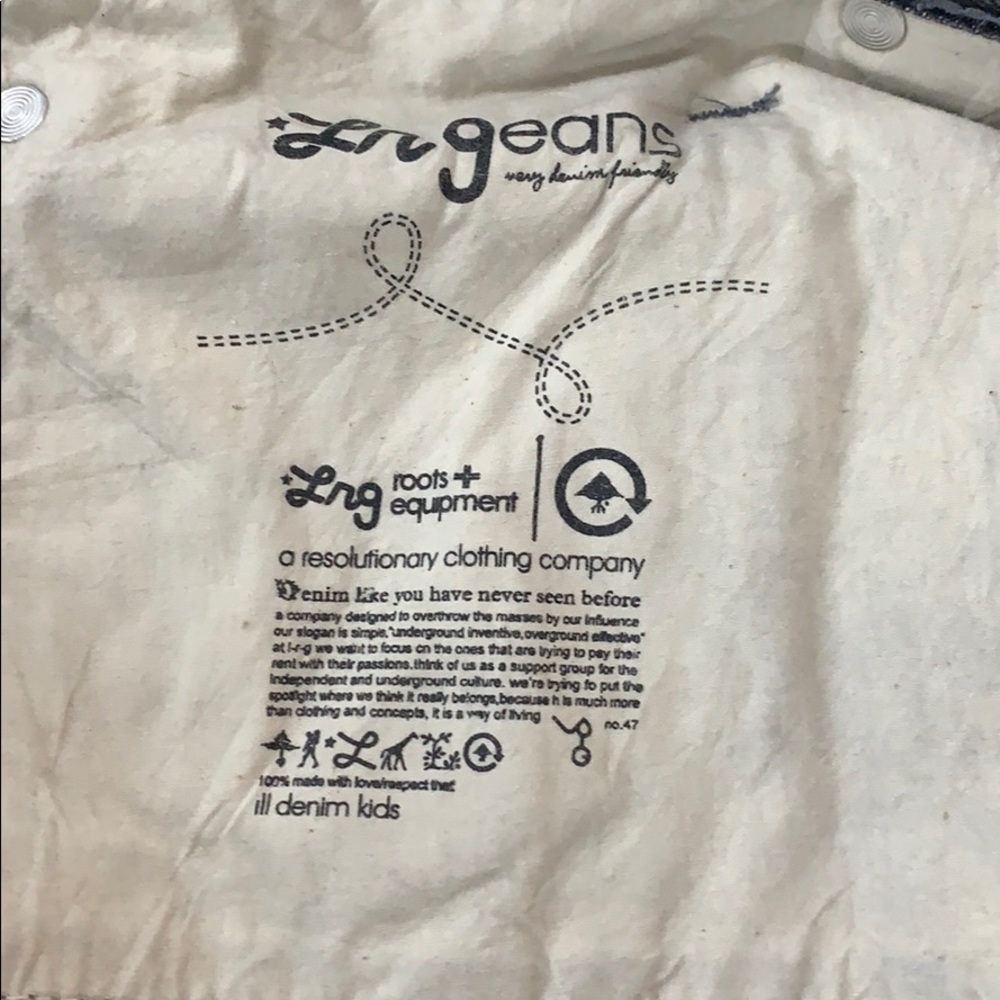 Lrg geans
very denim friendly
Lrg roots +
equipment
a resolutionary clothing company
Denim like you have never seen before
a company designed to overthrow the masses by our influence
our slogan is simple,"underground inventive,overground effective"
at l-r-g we want to focus on the ones that are trying to pay their
rent with their passions.think of us as a support group for the
independent and underground culture. we're trying to put the
spotlight where we think it really belongs,because it is much more
than clothing and concepts, it is a way of living
no.47
100% made with love/respect that
ill denim kids